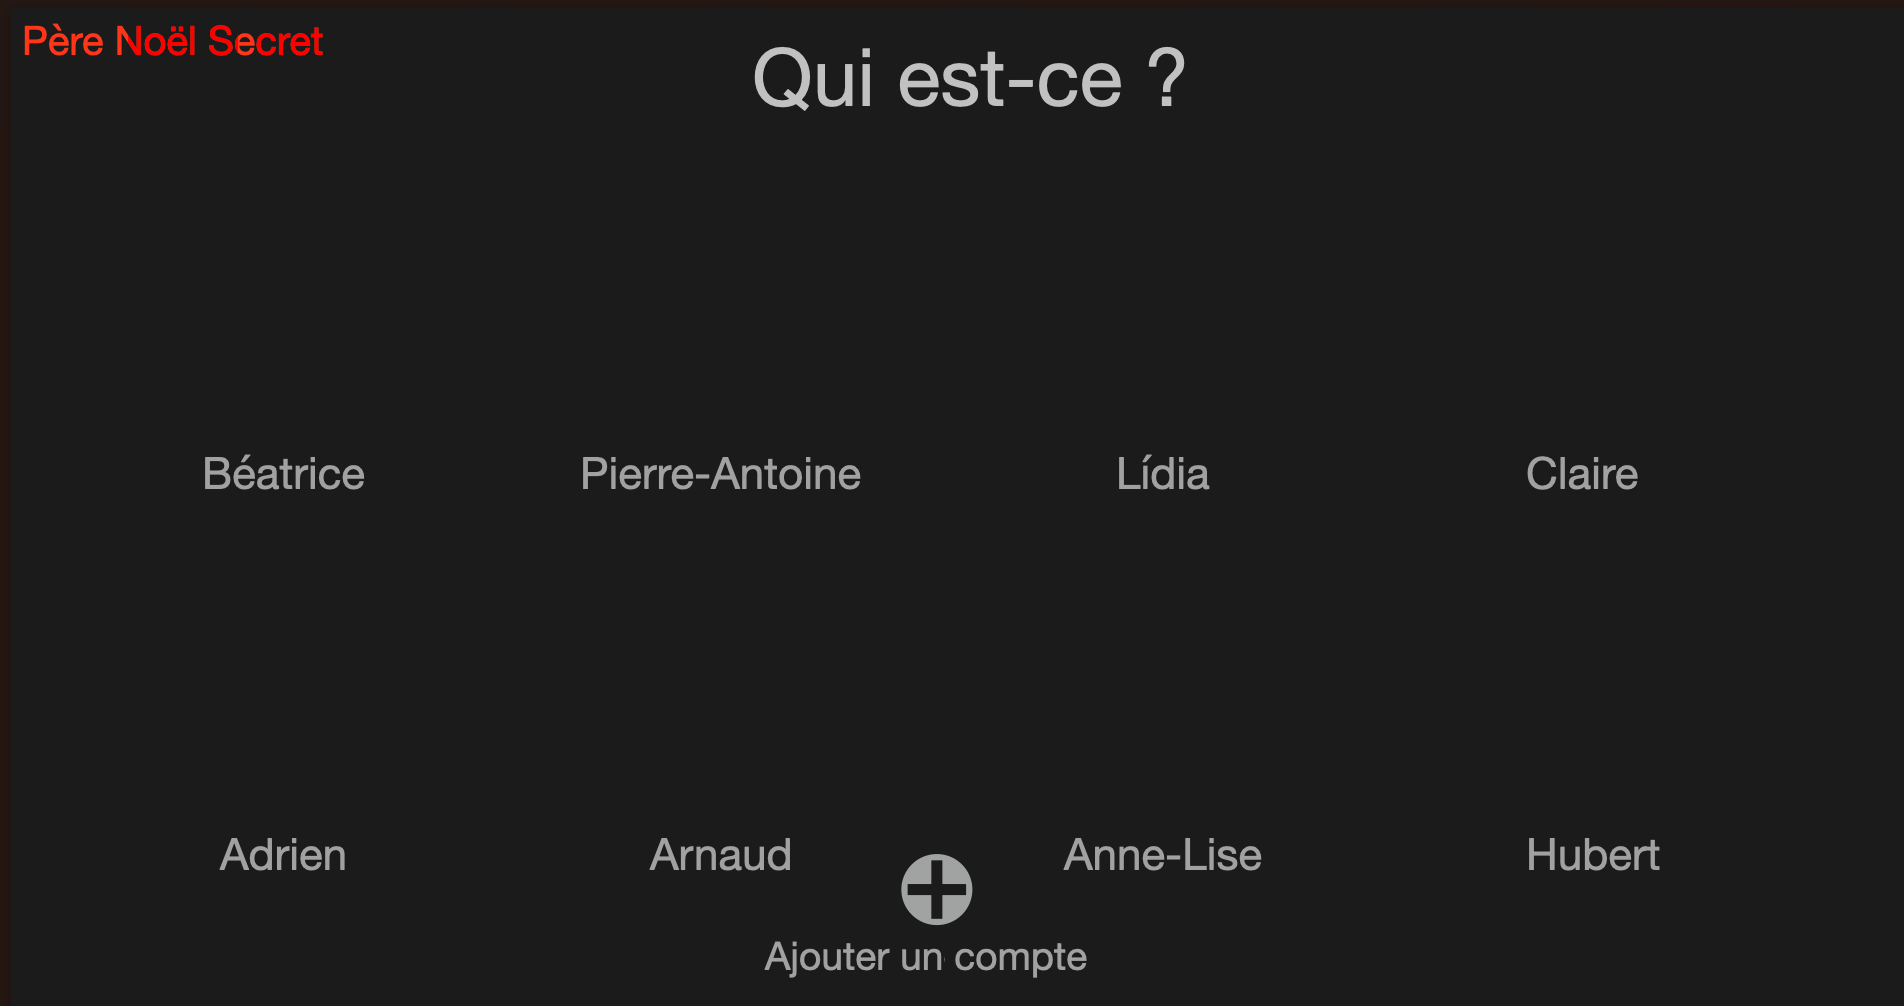 Père Noël Secret
Qui est-ce ?
Béatrice Pierre-Antoine Lídia Claire
Adrien Arnaud Anne-Lise Hubert
Ajouter un compte